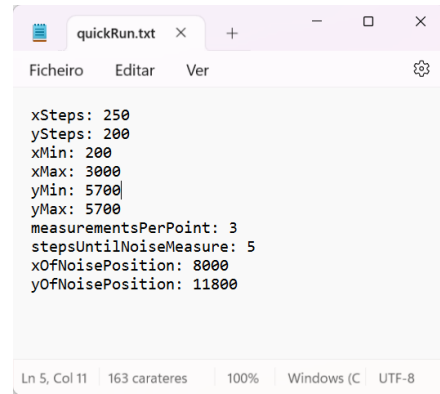 quickRun.txt
Ficheiro Editar Ver
xSteps: 250
ySteps: 200
xMin: 200
xMax: 3000
yMin: 5700
yMax: 5700
measurementsPerPoint: 3
stepsUntilNoiseMeasure: 5
xOfNoisePosition: 8000
yOfNoisePosition: 11800
Ln 5, Col 11 163 carateres 100% Windows (C UTF-8